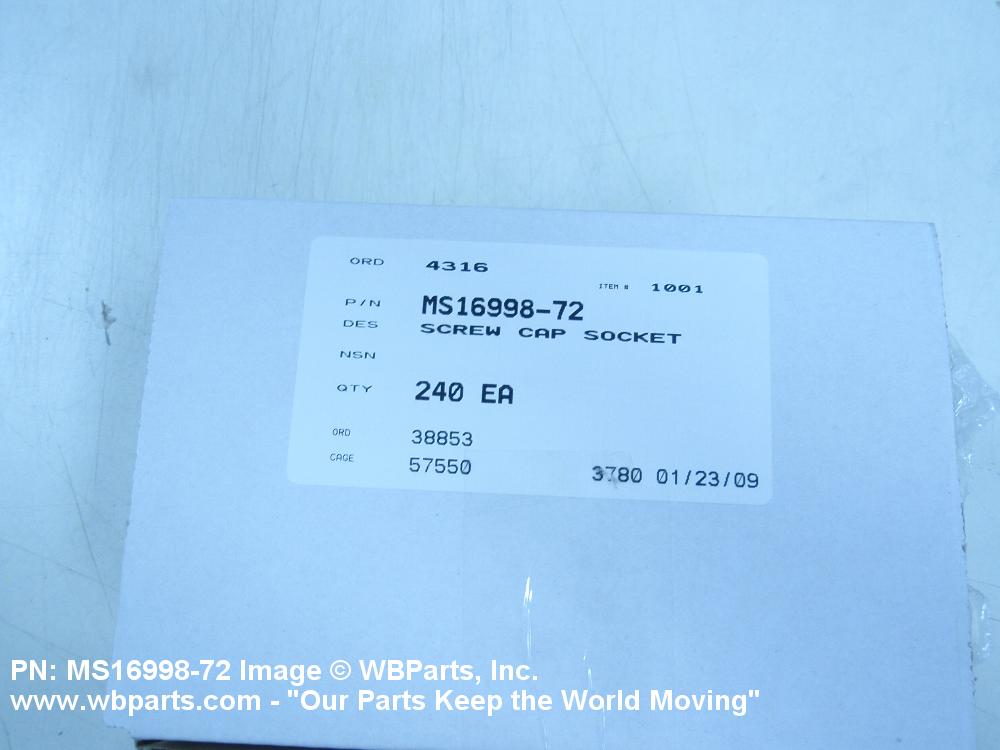 ORD 4316
ITEM # 1001
P/N MS16998-72
DES SCREW CAP SOCKET
NSN
QTY 240 EA
ORD 38853
CAGE 57550 3780 01/23/09
PN: MS16998-72 Image © WBParts, Inc.
www.wbparts.com - "Our Parts Keep the World Moving"